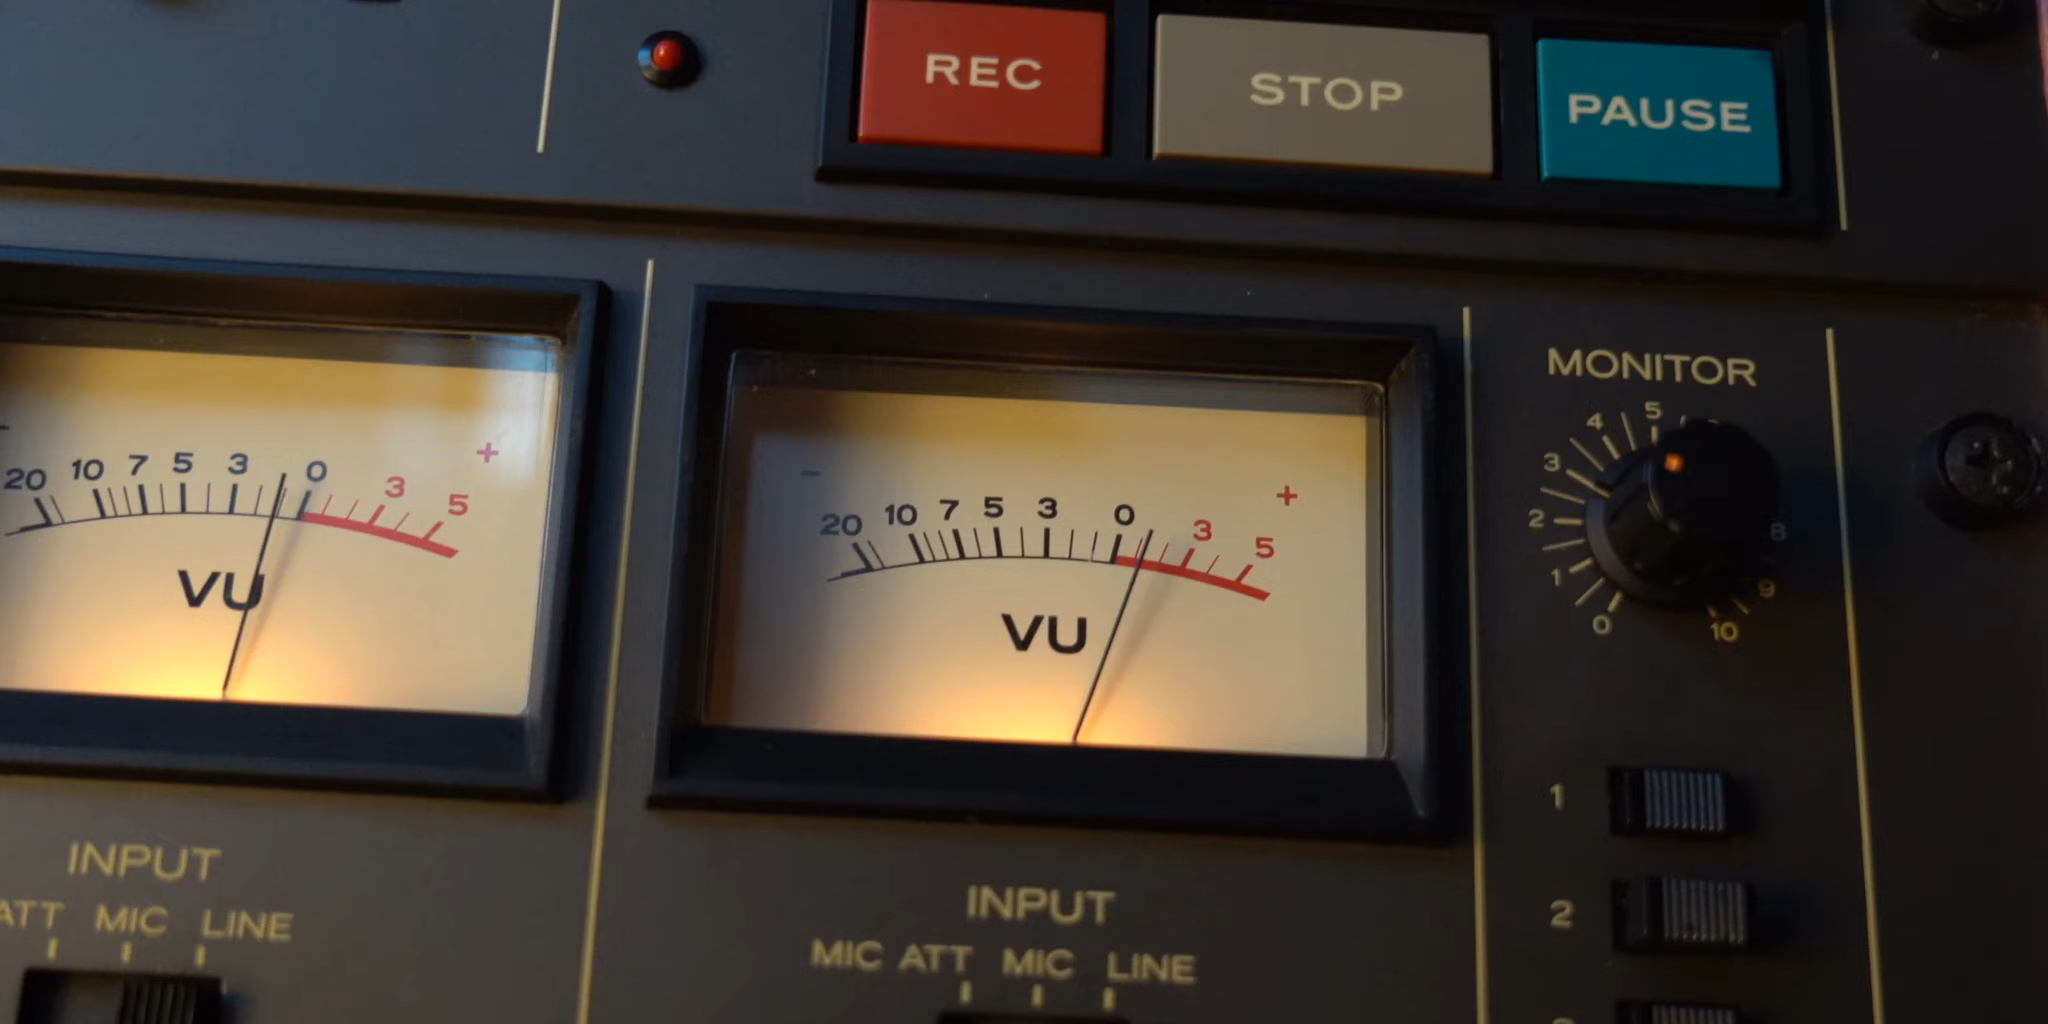 REC STOP PAUSE
MONITOR
5
4
3
2
1
0
8
9
10
+
20 10 7 5 3 0 3 5
VU
− +
20 10 7 5 3 0 3 5
VU
1
2
INPUT
ATT MIC LINE
INPUT
MIC ATT MIC LINE